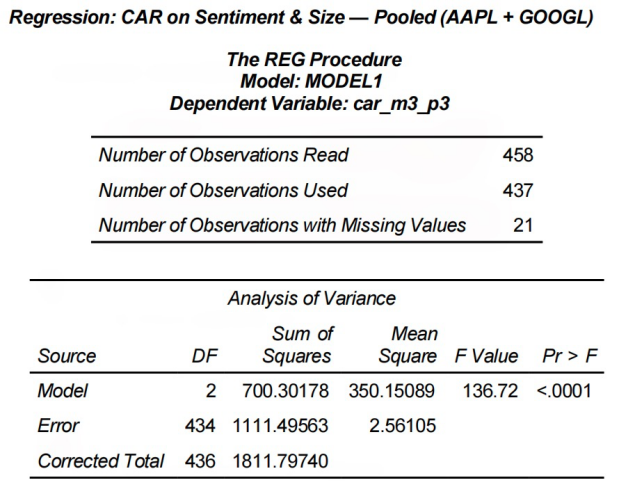 Regression: CAR on Sentiment & Size — Pooled (AAPL + GOOGL)
The REG Procedure
Model: MODEL1
Dependent Variable: car_m3_p3
Number of Observations Read 458
Number of Observations Used 437
Number of Observations with Missing Values 21
Analysis of Variance
Source DF Sum of Squares Mean Square F Value Pr > F
Model 2 700.30178 350.15089 136.72 <.0001
Error 434 1111.49563 2.56105
Corrected Total 436 1811.79740